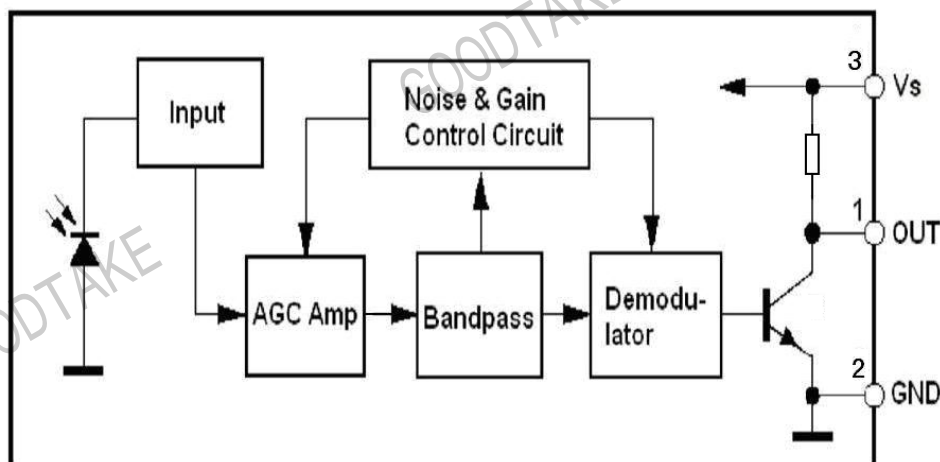 GOODTAKE
3
Vs
Input
Noise & Gain
Control Circuit
1
OUT
GOODTAKE
AGC Amp
Bandpass
Demodu-
lator
2
GND